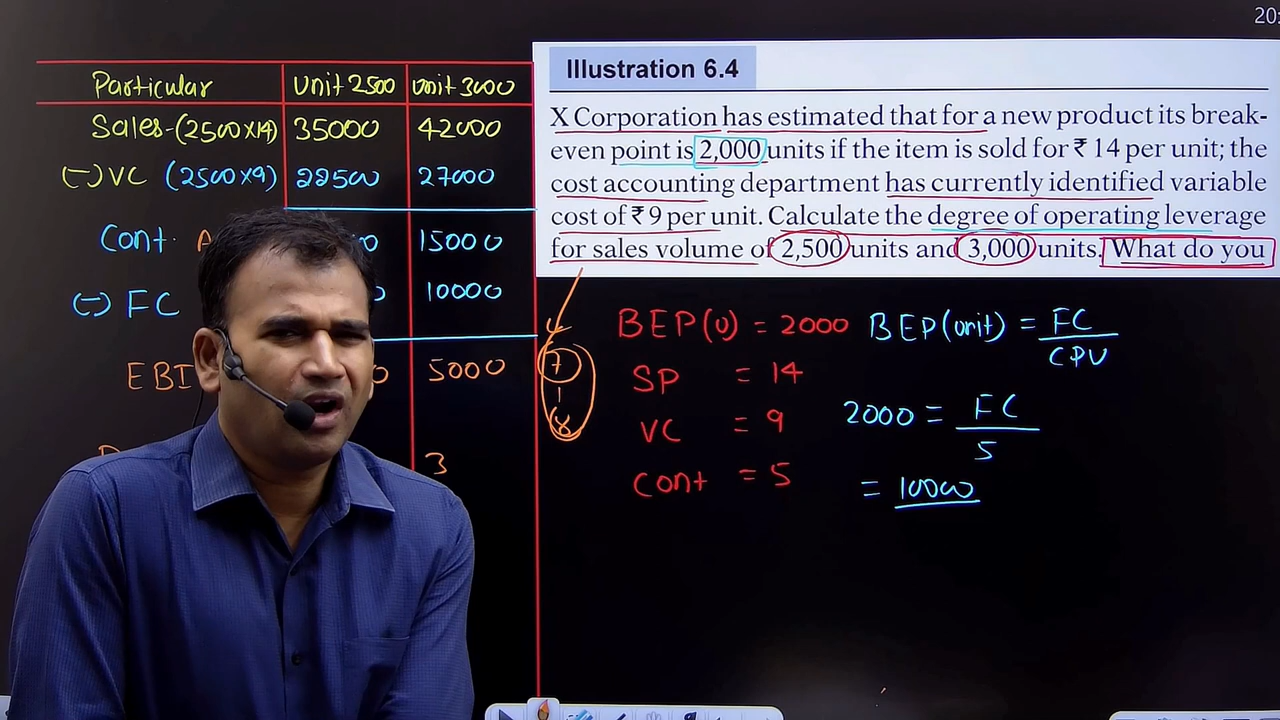 20:
Particular Unit 2500 Unit 3000
Sales-(2500×14) 35000 42000
(-) VC (2500×9) 22500 27000
Cont. 15000
(-) FC 10000
EBI 5000
3
Illustration 6.4
X Corporation has estimated that for a new product its break-
even point is 2,000 units if the item is sold for ₹ 14 per unit; the
cost accounting department has currently identified variable
cost of ₹ 9 per unit. Calculate the degree of operating leverage
for sales volume of 2,500 units and 3,000 units. What do you
BEP(U) = 2000
SP = 14
VC = 9
Cont = 5
BEP(unit) = FC
CPU
2000 = FC
5
= 10000
7